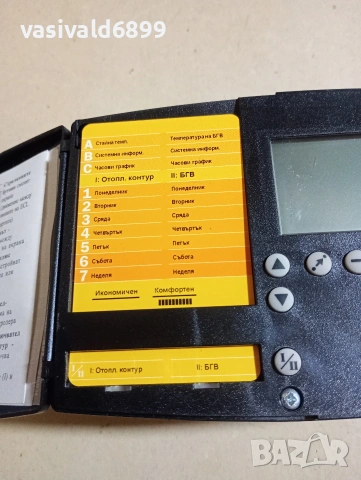 vasivald6899
A Стайна темп. Температура на БГВ
B Системна информ. Системна информ.
C Часови график Часови график
I: Отопл. контур II: БГВ
1 Понеделник Понеделник
2 Вторник Вторник
3 Сряда Сряда
4 Четвъртък Четвъртък
5 Петък Петък
6 Събота Събота
7 Неделя Неделя
Икономичен Комфортен
I/II I: Отопл. контур II: БГВ
I/II
BAZAR